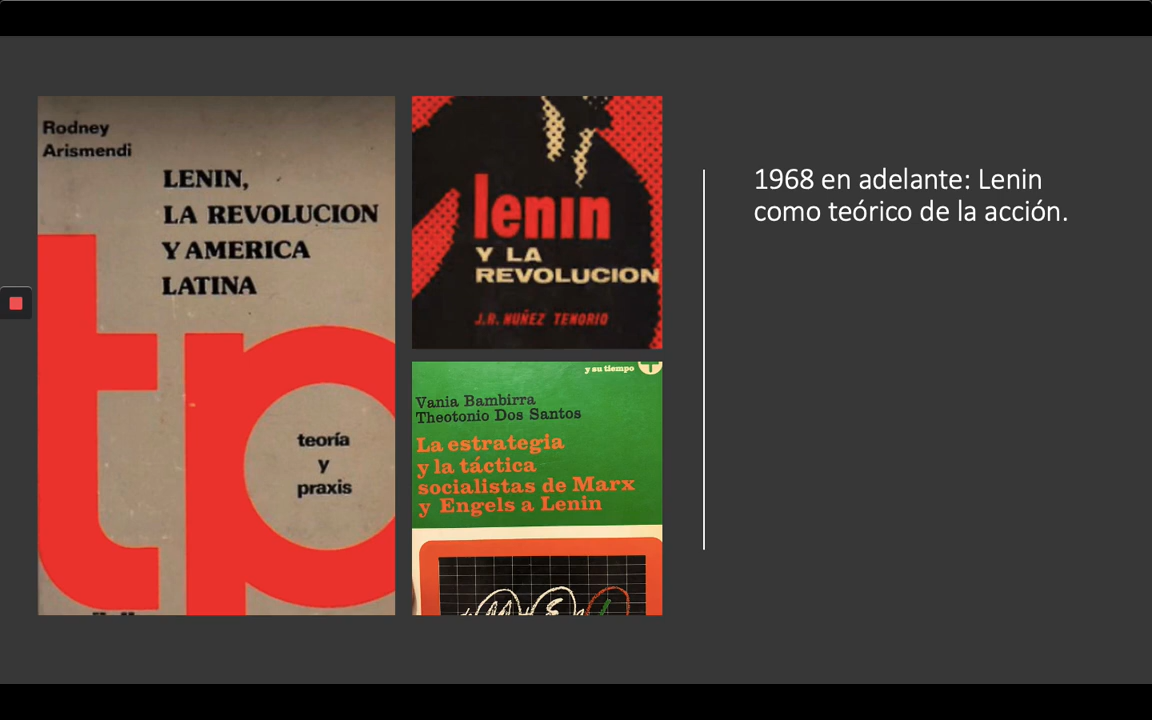 Rodney
Arismendi
LENIN,
LA REVOLUCION
Y AMERICA
LATINA
tp
teoría
y
praxis
lenin
Y LA
REVOLUCION
J.R. NUÑEZ TENORIO
y su tiempo
Vania Bambirra
Theotonio Dos Santos
La estrategia
y la táctica
socialistas de Marx
y Engels a Lenin
1968 en adelante: Lenin
como teórico de la acción.